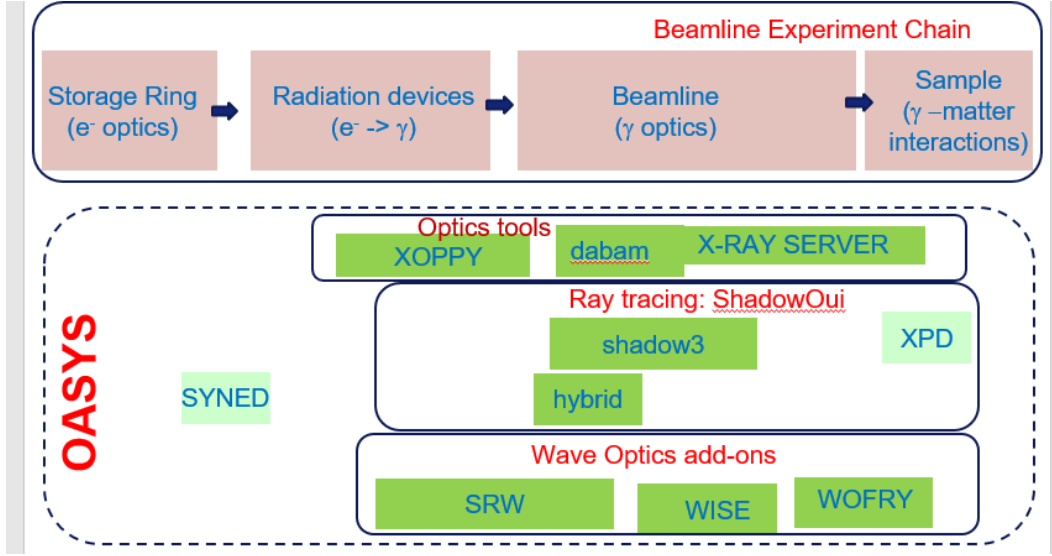 Beamline Experiment Chain
Storage Ring
(e- optics)
Radiation devices
(e- -> γ)
Beamline
(γ optics)
Sample
(γ –matter
interactions)
OASYS
Optics tools
XOPPY
dabam
X-RAY SERVER
Ray tracing: ShadowOui
shadow3
XPD
SYNED
hybrid
Wave Optics add-ons
SRW
WISE
WOFRY